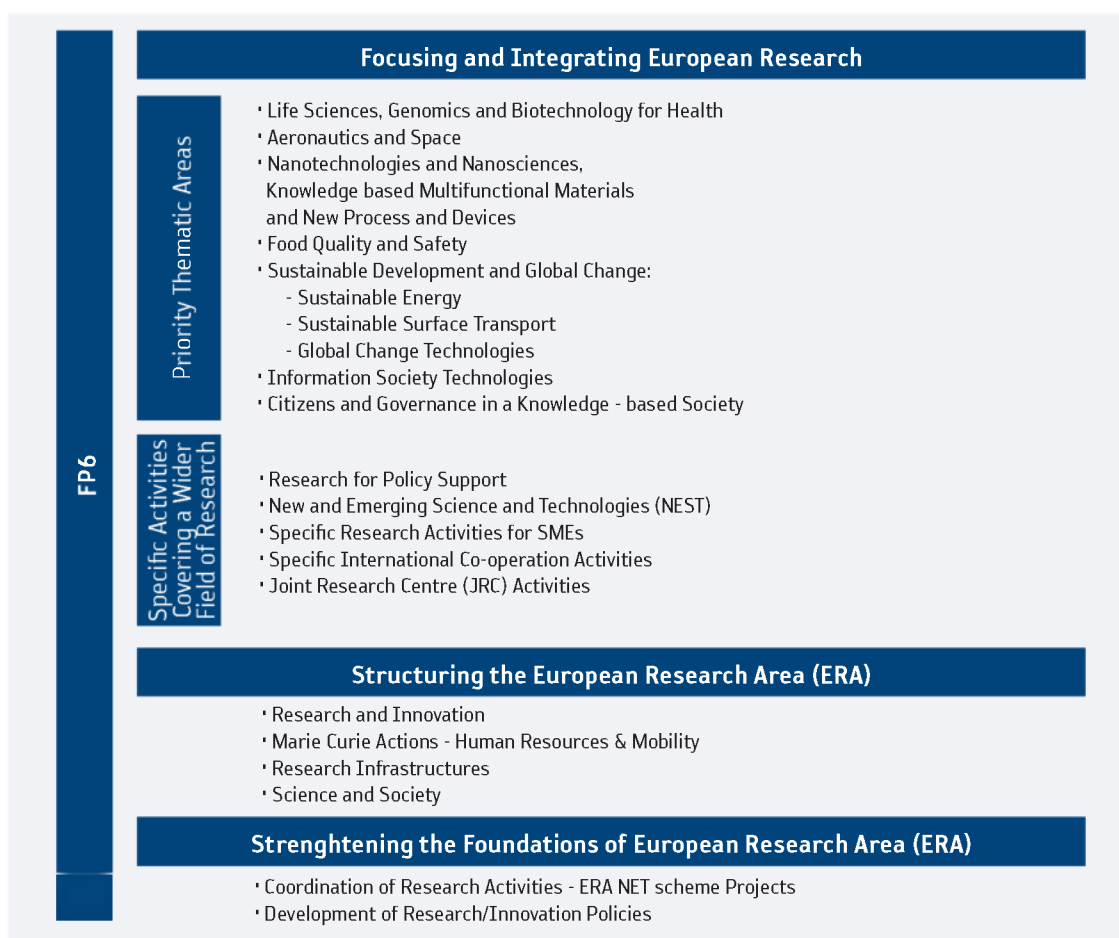 FP6
Focusing and Integrating European Research
Priority Thematic Areas
· Life Sciences, Genomics and Biotechnology for Health
· Aeronautics and Space
· Nanotechnologies and Nanosciences,
Knowledge based Multifunctional Materials
and New Process and Devices
· Food Quality and Safety
· Sustainable Development and Global Change:
- Sustainable Energy
- Sustainable Surface Transport
- Global Change Technologies
· Information Society Technologies
· Citizens and Governance in a Knowledge - based Society
Specific Activities
Covering a Wider
Field of Research
· Research for Policy Support
· New and Emerging Science and Technologies (NEST)
· Specific Research Activities for SMEs
· Specific International Co-operation Activities
· Joint Research Centre (JRC) Activities
Structuring the European Research Area (ERA)
· Research and Innovation
· Marie Curie Actions - Human Resources & Mobility
· Research Infrastructures
· Science and Society
Strenghtening the Foundations of European Research Area (ERA)
· Coordination of Research Activities - ERA NET scheme Projects
· Development of Research/Innovation Policies